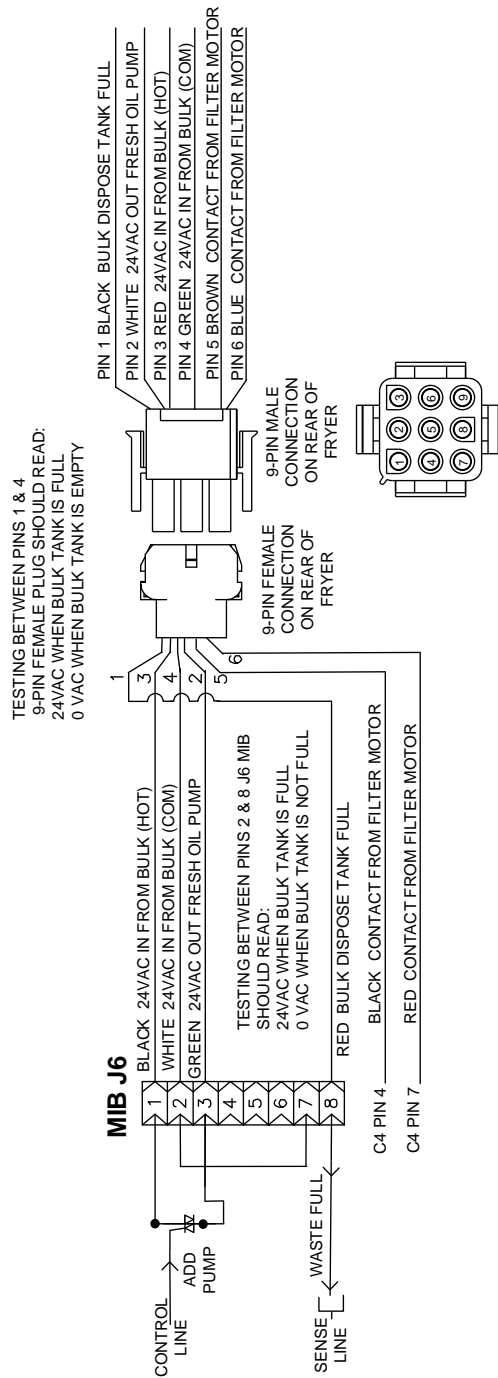 TESTING BETWEEN PINS 1 & 4
9-PIN FEMALE PLUG SHOULD READ:
24VAC WHEN BULK TANK IS FULL
0 VAC WHEN BULK TANK IS EMPTY
MIB J6
CONTROL
LINE
ADD
PUMP
SENSE
LINE
WASTE FULL
1
2
3
4
5
6
7
8
BLACK 24VAC IN FROM BULK (HOT)
WHITE 24VAC IN FROM BULK (COM)
GREEN 24VAC OUT FRESH OIL PUMP
TESTING BETWEEN PINS 2 & 8 J6 MIB
SHOULD READ:
24VAC WHEN BULK TANK IS FULL
0 VAC WHEN BULK TANK IS NOT FULL
RED BULK DISPOSE TANK FULL
C4 PIN 4
BLACK CONTACT FROM FILTER MOTOR
C4 PIN 7
RED CONTACT FROM FILTER MOTOR
1
3
4
2
5
6
9-PIN FEMALE
CONNECTION
ON REAR OF
FRYER
9-PIN MALE
CONNECTION
ON REAR OF
FRYER
PIN 1 BLACK BULK DISPOSE TANK FULL
PIN 2 WHITE 24VAC OUT FRESH OIL PUMP
PIN 3 RED 24VAC IN FROM BULK (HOT)
PIN 4 GREEN 24VAC IN FROM BULK (COM)
PIN 5 BROWN CONTACT FROM FILTER MOTOR
PIN 6 BLUE CONTACT FROM FILTER MOTOR
1 2 3
4 5 6
7 8 9